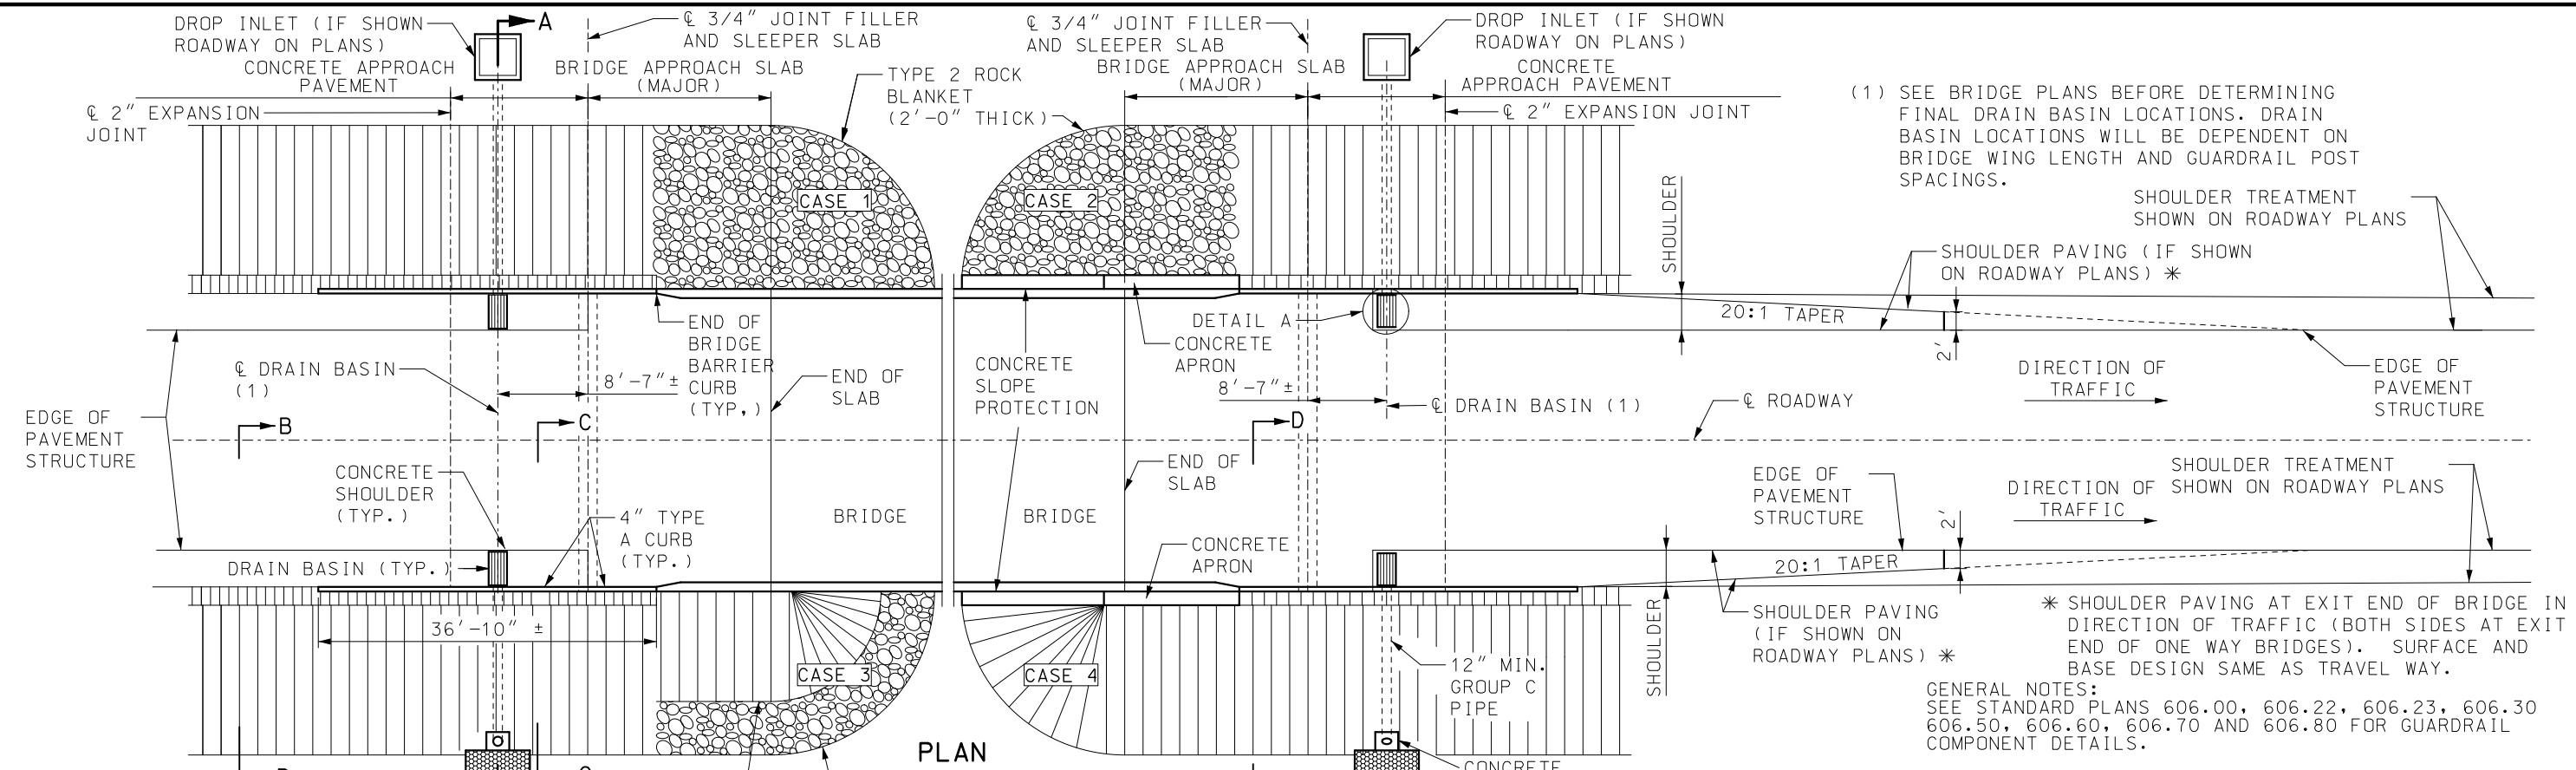 DROP INLET (IF SHOWN
ROADWAY ON PLANS)
A
℄ 3/4" JOINT FILLER
AND SLEEPER SLAB
℄ 3/4" JOINT FILLER
AND SLEEPER SLAB
DROP INLET (IF SHOWN
ROADWAY ON PLANS)
CONCRETE APPROACH
PAVEMENT
BRIDGE APPROACH SLAB
(MAJOR)
TYPE 2 ROCK
BLANKET
(2'-0" THICK)
BRIDGE APPROACH SLAB
(MAJOR)
CONCRETE
APPROACH PAVEMENT
℄ 2" EXPANSION
JOINT
℄ 2" EXPANSION JOINT
(1) SEE BRIDGE PLANS BEFORE DETERMINING
FINAL DRAIN BASIN LOCATIONS. DRAIN
BASIN LOCATIONS WILL BE DEPENDENT ON
BRIDGE WING LENGTH AND GUARDRAIL POST
SPACINGS.
CASE 1
CASE 2
SHOULDER
SHOULDER TREATMENT
SHOWN ON ROADWAY PLANS
SHOULDER PAVING (IF SHOWN
ON ROADWAY PLANS) *
END OF
BRIDGE
BARRIER
CURB
(TYP,)
DETAIL A
CONCRETE
APRON
20:1 TAPER
2'
℄ DRAIN BASIN
(1)
8'-7"±
END OF
SLAB
CONCRETE
SLOPE
PROTECTION
8'-7"±
℄ DRAIN BASIN (1)
℄ ROADWAY
DIRECTION OF
TRAFFIC
EDGE OF
PAVEMENT
STRUCTURE
EDGE OF
PAVEMENT
STRUCTURE
B
C
D
CONCRETE
SHOULDER
(TYP.)
END OF
SLAB
EDGE OF
PAVEMENT
STRUCTURE
DIRECTION OF
TRAFFIC
SHOULDER TREATMENT
SHOWN ON ROADWAY PLANS
4" TYPE
A CURB
(TYP.)
BRIDGE
BRIDGE
CONCRETE
APRON
2'
DRAIN BASIN (TYP.)
20:1 TAPER
36'-10" ±
CASE 3
CASE 4
12" MIN.
GROUP C
PIPE
SHOULDER
SHOULDER PAVING
(IF SHOWN ON
ROADWAY PLANS) *
* SHOULDER PAVING AT EXIT END OF BRIDGE IN
DIRECTION OF TRAFFIC (BOTH SIDES AT EXIT
END OF ONE WAY BRIDGES). SURFACE AND
BASE DESIGN SAME AS TRAVEL WAY.
GENERAL NOTES:
SEE STANDARD PLANS 606.00, 606.22, 606.23, 606.30
606.50, 606.60, 606.70 AND 606.80 FOR GUARDRAIL
COMPONENT DETAILS.
PLAN
CONCRETE